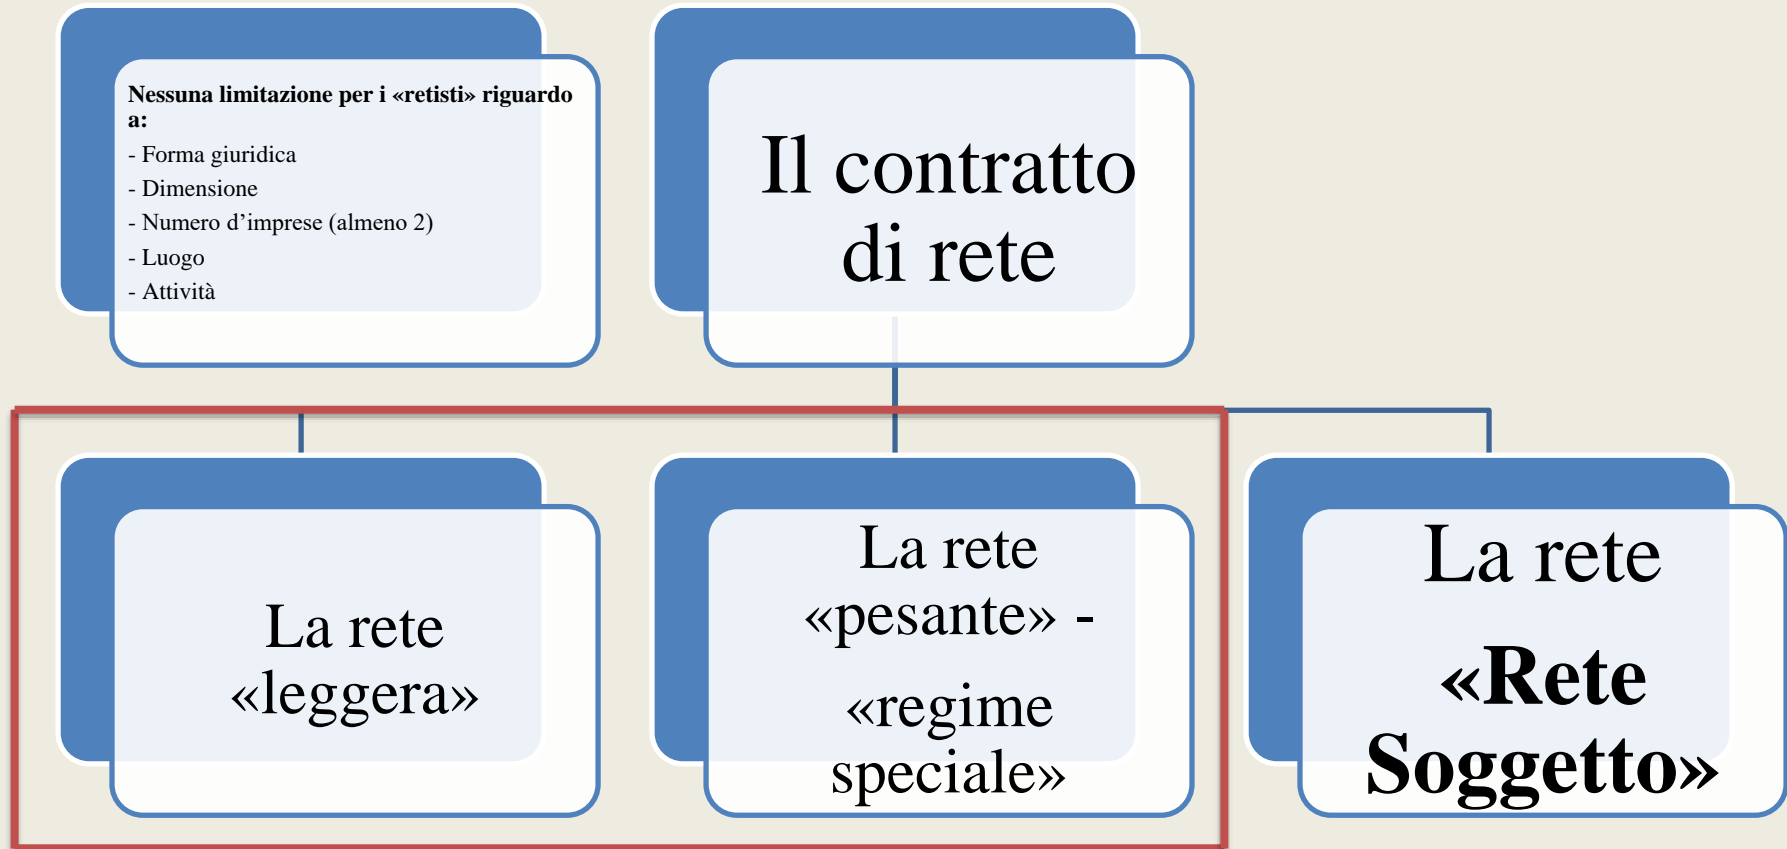 Nessuna limitazione per i «retisti» riguardo
a:
- Forma giuridica
- Dimensione
- Numero d’imprese (almeno 2)
- Luogo
- Attività
Il contratto
di rete
La rete
«leggera»
La rete
«pesante» -
«regime
speciale»
La rete
«Rete
Soggetto»